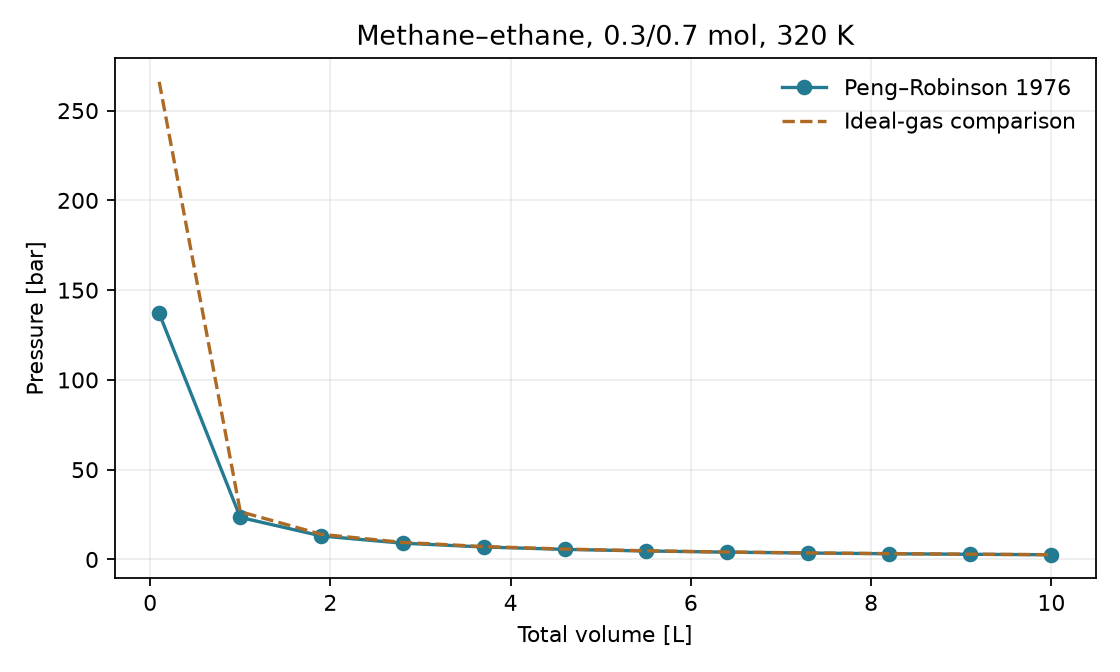 Methane–ethane, 0.3/0.7 mol, 320 K
Peng–Robinson 1976
Ideal-gas comparison
Pressure [bar]
250
200
150
100
50
0
0 2 4 6 8 10
Total volume [L]